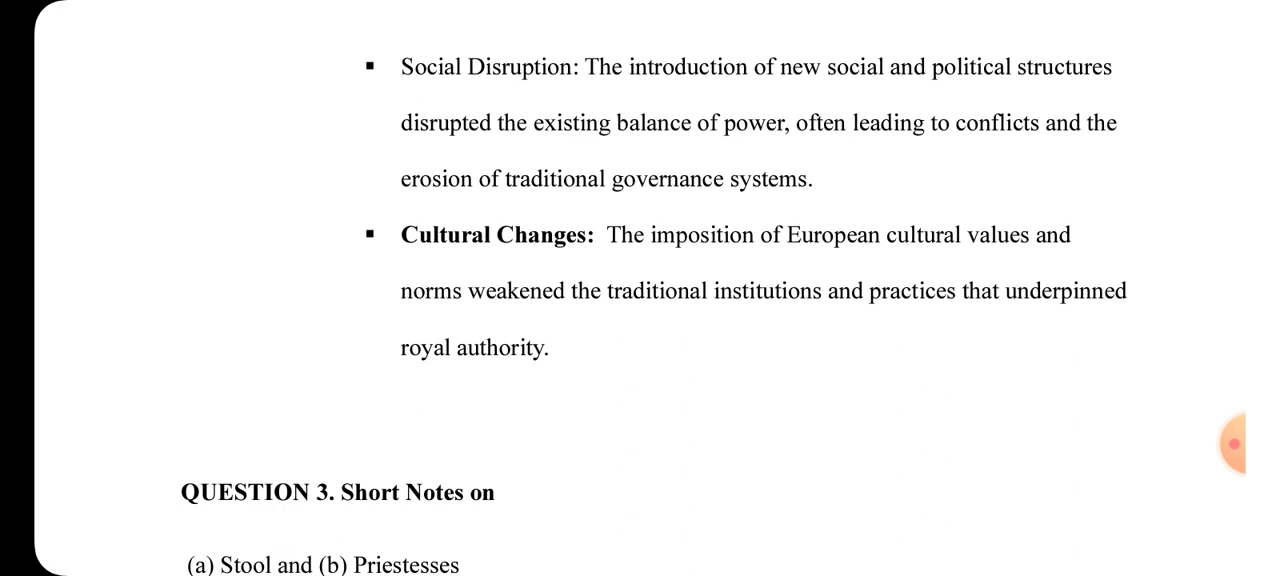 ▪ Social Disruption: The introduction of new social and political structures
disrupted the existing balance of power, often leading to conflicts and the
erosion of traditional governance systems.
▪ Cultural Changes: The imposition of European cultural values and
norms weakened the traditional institutions and practices that underpinned
royal authority.
QUESTION 3. Short Notes on
(a) Stool and (b) Priestesses